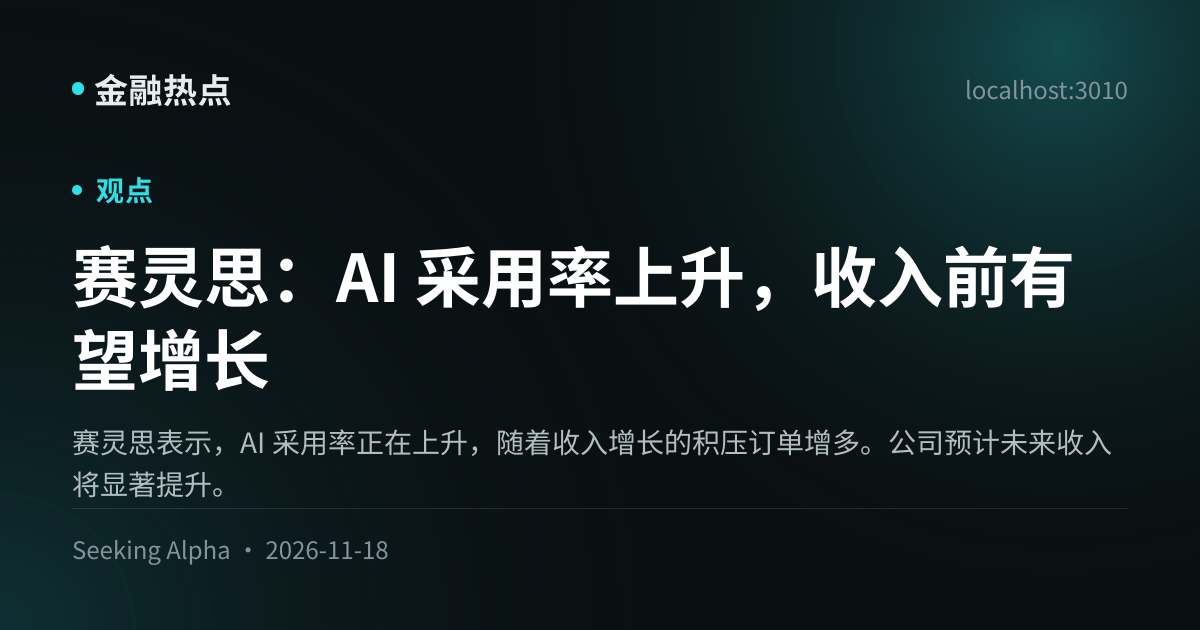 金融热点
localhost:3010
观点
赛灵思：AI 采用率上升，收入前有
望增长
赛灵思表示，AI 采用率正在上升，随着收入增长的积压订单增多。公司预计未来收入
将显著提升。
Seeking Alpha · 2026-11-18